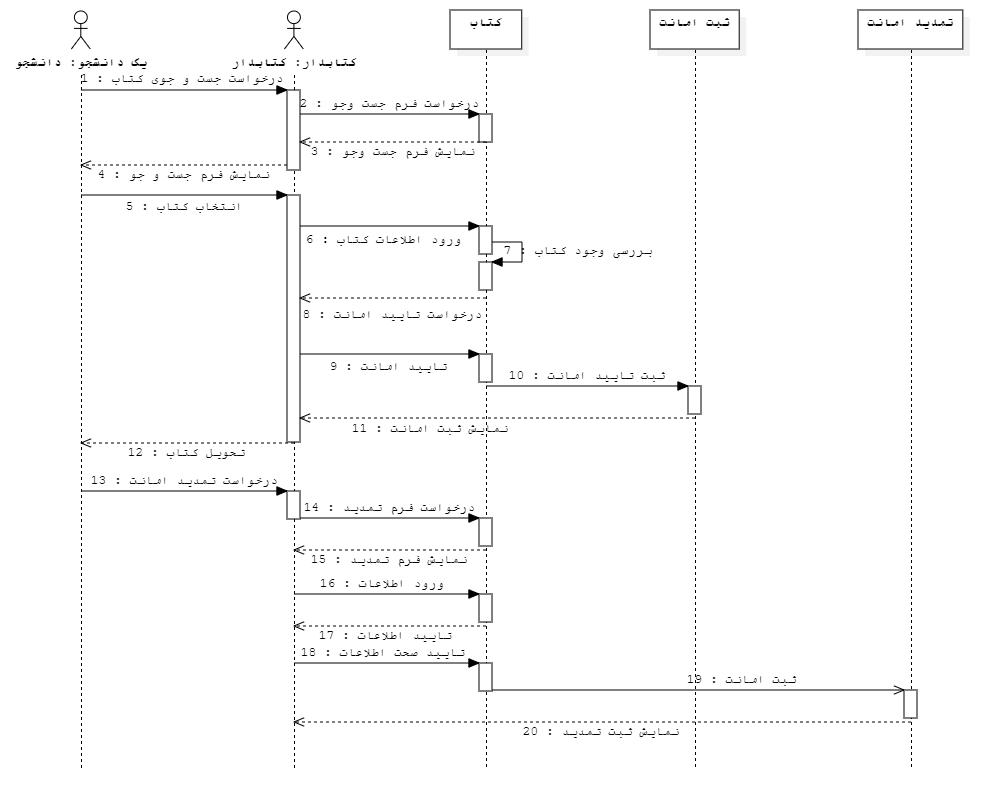 یک دانشجو: دانشجو
کتابدار: کتابدار
کتاب
ثبت امانت
تمدید امانت
1 : درخواست جست و جوی کتاب
2 : درخواست فرم جست وجو
3 : نمایش فرم جست وجو
4 : نمایش فرم جست و جو
5 : انتخاب کتاب
6 : ورود اطلاعات کتاب
7 : بررسی وجود کتاب
8 : درخواست تایید امانت
9 : تایید امانت
10 : ثبت تایید امانت
11 : نمایش ثبت امانت
12 : تحویل کتاب
13 : درخواست تمدید امانت
14 : درخواست فرم تمدید
15 : نمایش فرم تمدید
16 : ورود اطلاعات
17 : تایید اطلاعات
18 : تایید صحت اطلاعات
19 : ثبت امانت
20 : نمایش ثبت تمدید